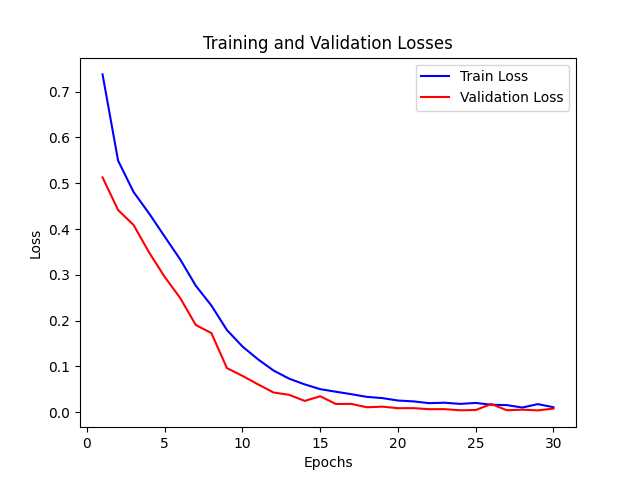 Training and Validation Losses
Train Loss
Validation Loss
0.7
0.6
0.5
0.4
0.3
0.2
0.1
0.0
Loss
0 5 10 15 20 25 30
Epochs